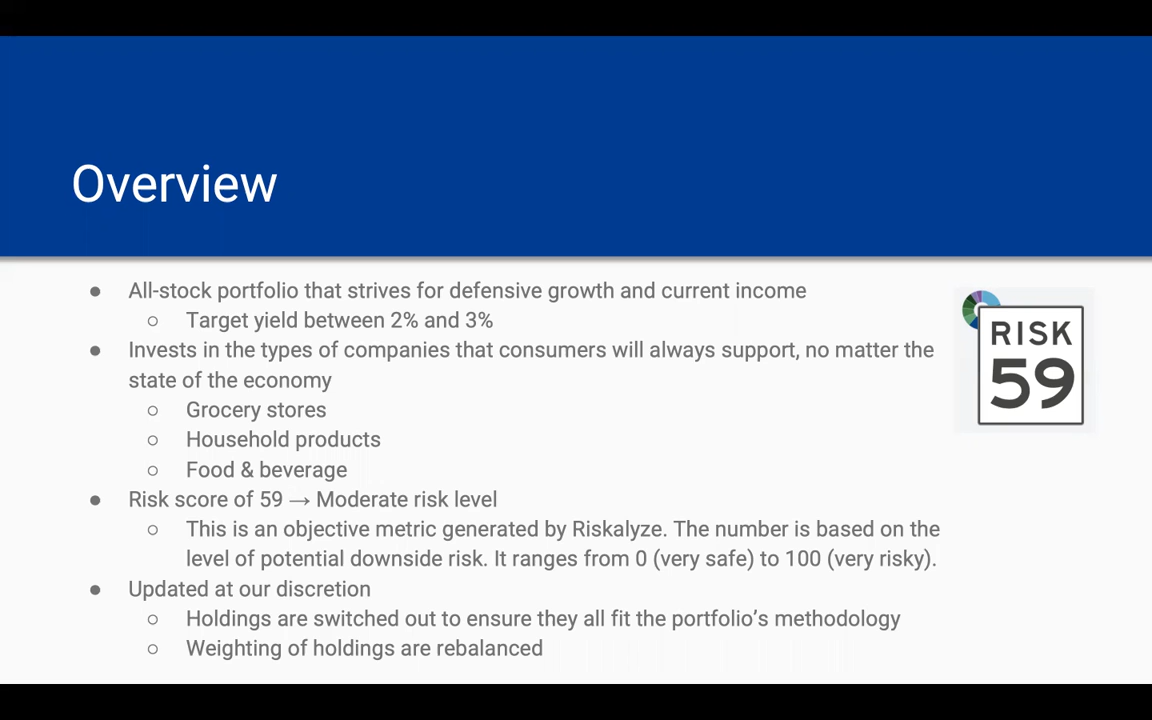 Overview
● All-stock portfolio that strives for defensive growth and current income
○ Target yield between 2% and 3%
● Invests in the types of companies that consumers will always support, no matter the
state of the economy
○ Grocery stores
○ Household products
○ Food & beverage
● Risk score of 59 → Moderate risk level
○ This is an objective metric generated by Riskalyze. The number is based on the
level of potential downside risk. It ranges from 0 (very safe) to 100 (very risky).
● Updated at our discretion
○ Holdings are switched out to ensure they all fit the portfolio’s methodology
○ Weighting of holdings are rebalanced
RISK
59